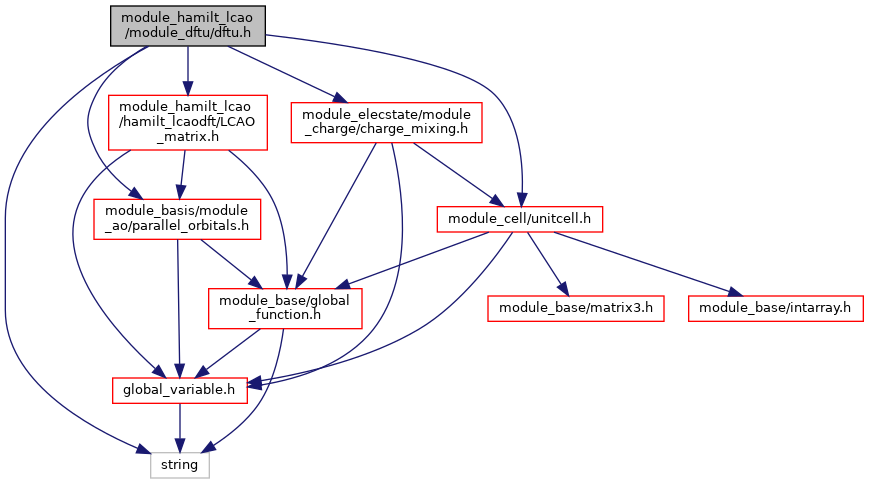 module_hamilt_lcao
/module_dftu/dftu.h
module_hamilt_lcao
/hamilt_lcaodft/LCAO
_matrix.h
module_elecstate/module
_charge/charge_mixing.h
module_basis/module
_ao/parallel_orbitals.h
module_cell/unitcell.h
module_base/global
_function.h
module_base/matrix3.h
module_base/intarray.h
global_variable.h
string